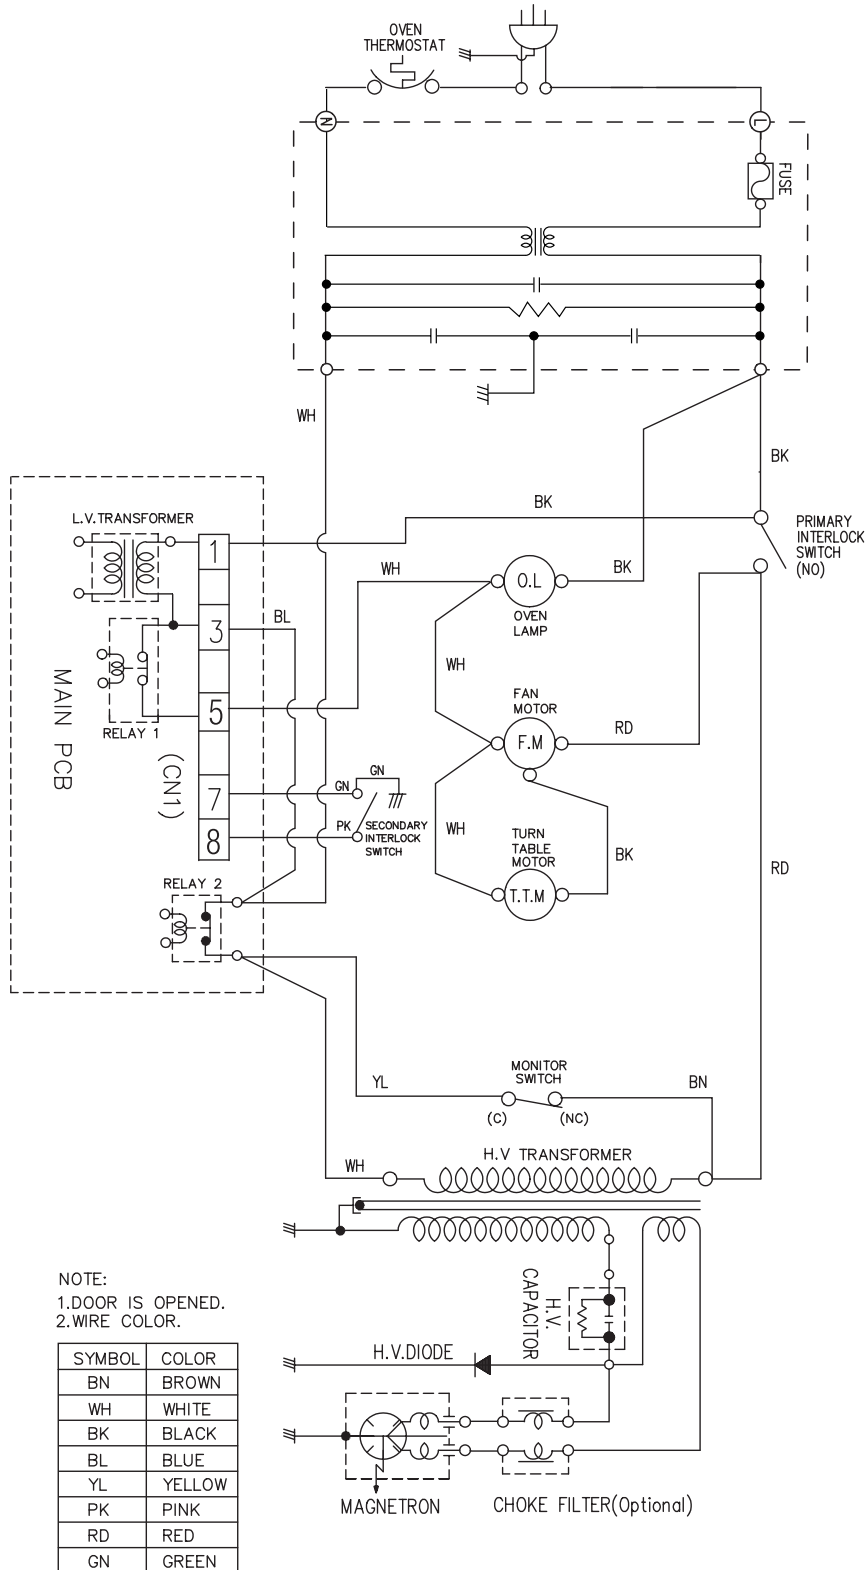 OVEN
THERMOSTAT
N
L
FUSE
WH
BK
L.V.TRANSFORMER
BK
PRIMARY
INTERLOCK
SWITCH
(NO)
1
WH
O.L
BK
OVEN
LAMP
3
BL
WH
MAIN PCB
5
FAN
MOTOR
RELAY 1
F.M
RD
(CN1)
GN
7
GN
PK
SECONDARY
INTERLOCK
SWITCH
8
WH
TURN
TABLE
MOTOR
BK
RD
RELAY 2
T.T.M
MONITOR
SWITCH
YL
BN
(C)
(NC)
H.V TRANSFORMER
WH
H.V.
CAPACITOR
NOTE:
1.DOOR IS OPENED.
2.WIRE COLOR.
H.V.DIODE
SYMBOL COLOR
BN BROWN
WH WHITE
BK BLACK
BL BLUE
YL YELLOW
PK PINK
RD RED
GN GREEN
MAGNETRON
CHOKE FILTER(Optional)